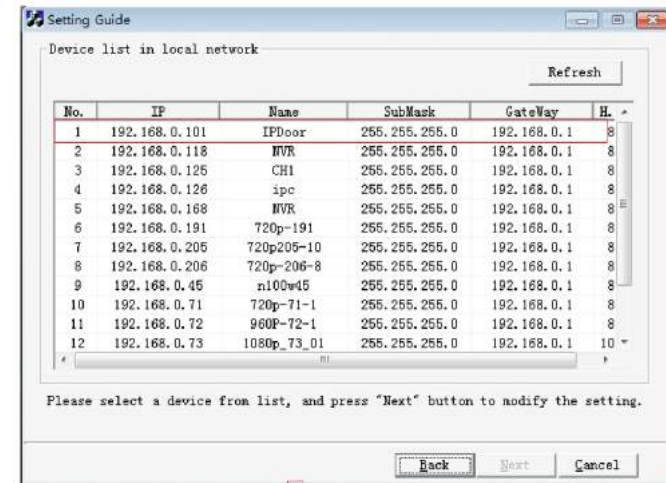 Setting Guide
Device list in local network
Refresh
No. IP Name SubMask GateWay H.
1 192.168.0.101 IPDoor 255.255.255.0 192.168.0.1 8
2 192.168.0.118 NVR 255.255.255.0 192.168.0.1 8
3 192.168.0.125 CH1 255.255.255.0 192.168.0.1 8
4 192.168.0.126 ipc 255.255.255.0 192.168.0.1 8
5 192.168.0.168 NVR 255.255.255.0 192.168.0.1 8
6 192.168.0.191 720p-191 255.255.255.0 192.168.0.1 8
7 192.168.0.205 720p205-10 255.255.255.0 192.168.0.1 8
8 192.168.0.206 720p-206-8 255.255.255.0 192.168.0.1 8
9 192.168.0.45 n100w45 255.255.255.0 192.168.0.1 8
10 192.168.0.71 720p-71-1 255.255.255.0 192.168.0.1 8
11 192.168.0.72 960P-72-1 255.255.255.0 192.168.0.1 8
12 192.168.0.73 1080p_73_01 255.255.255.0 192.168.0.1 10
Please select a device from list, and press "Next" button to modify the setting.
Back Next Cancel